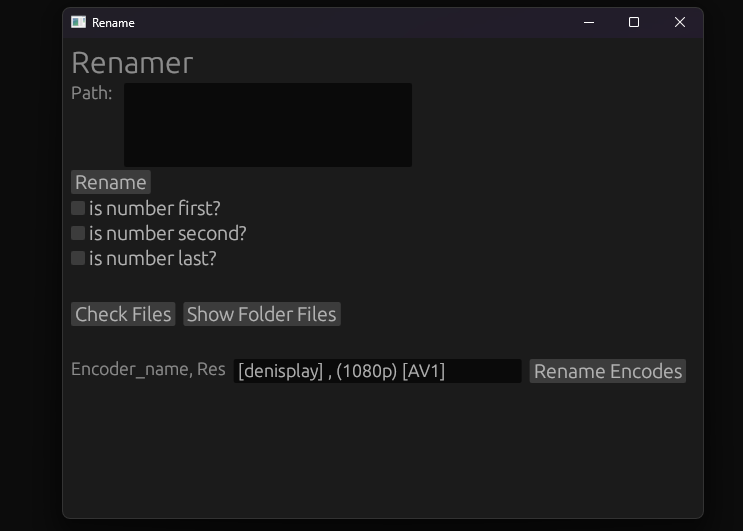 Rename
Renamer
Path:
Rename
is number first?
is number second?
is number last?
Check Files Show Folder Files
Encoder_name, Res [denisplay] , (1080p) [AV1] Rename Encodes